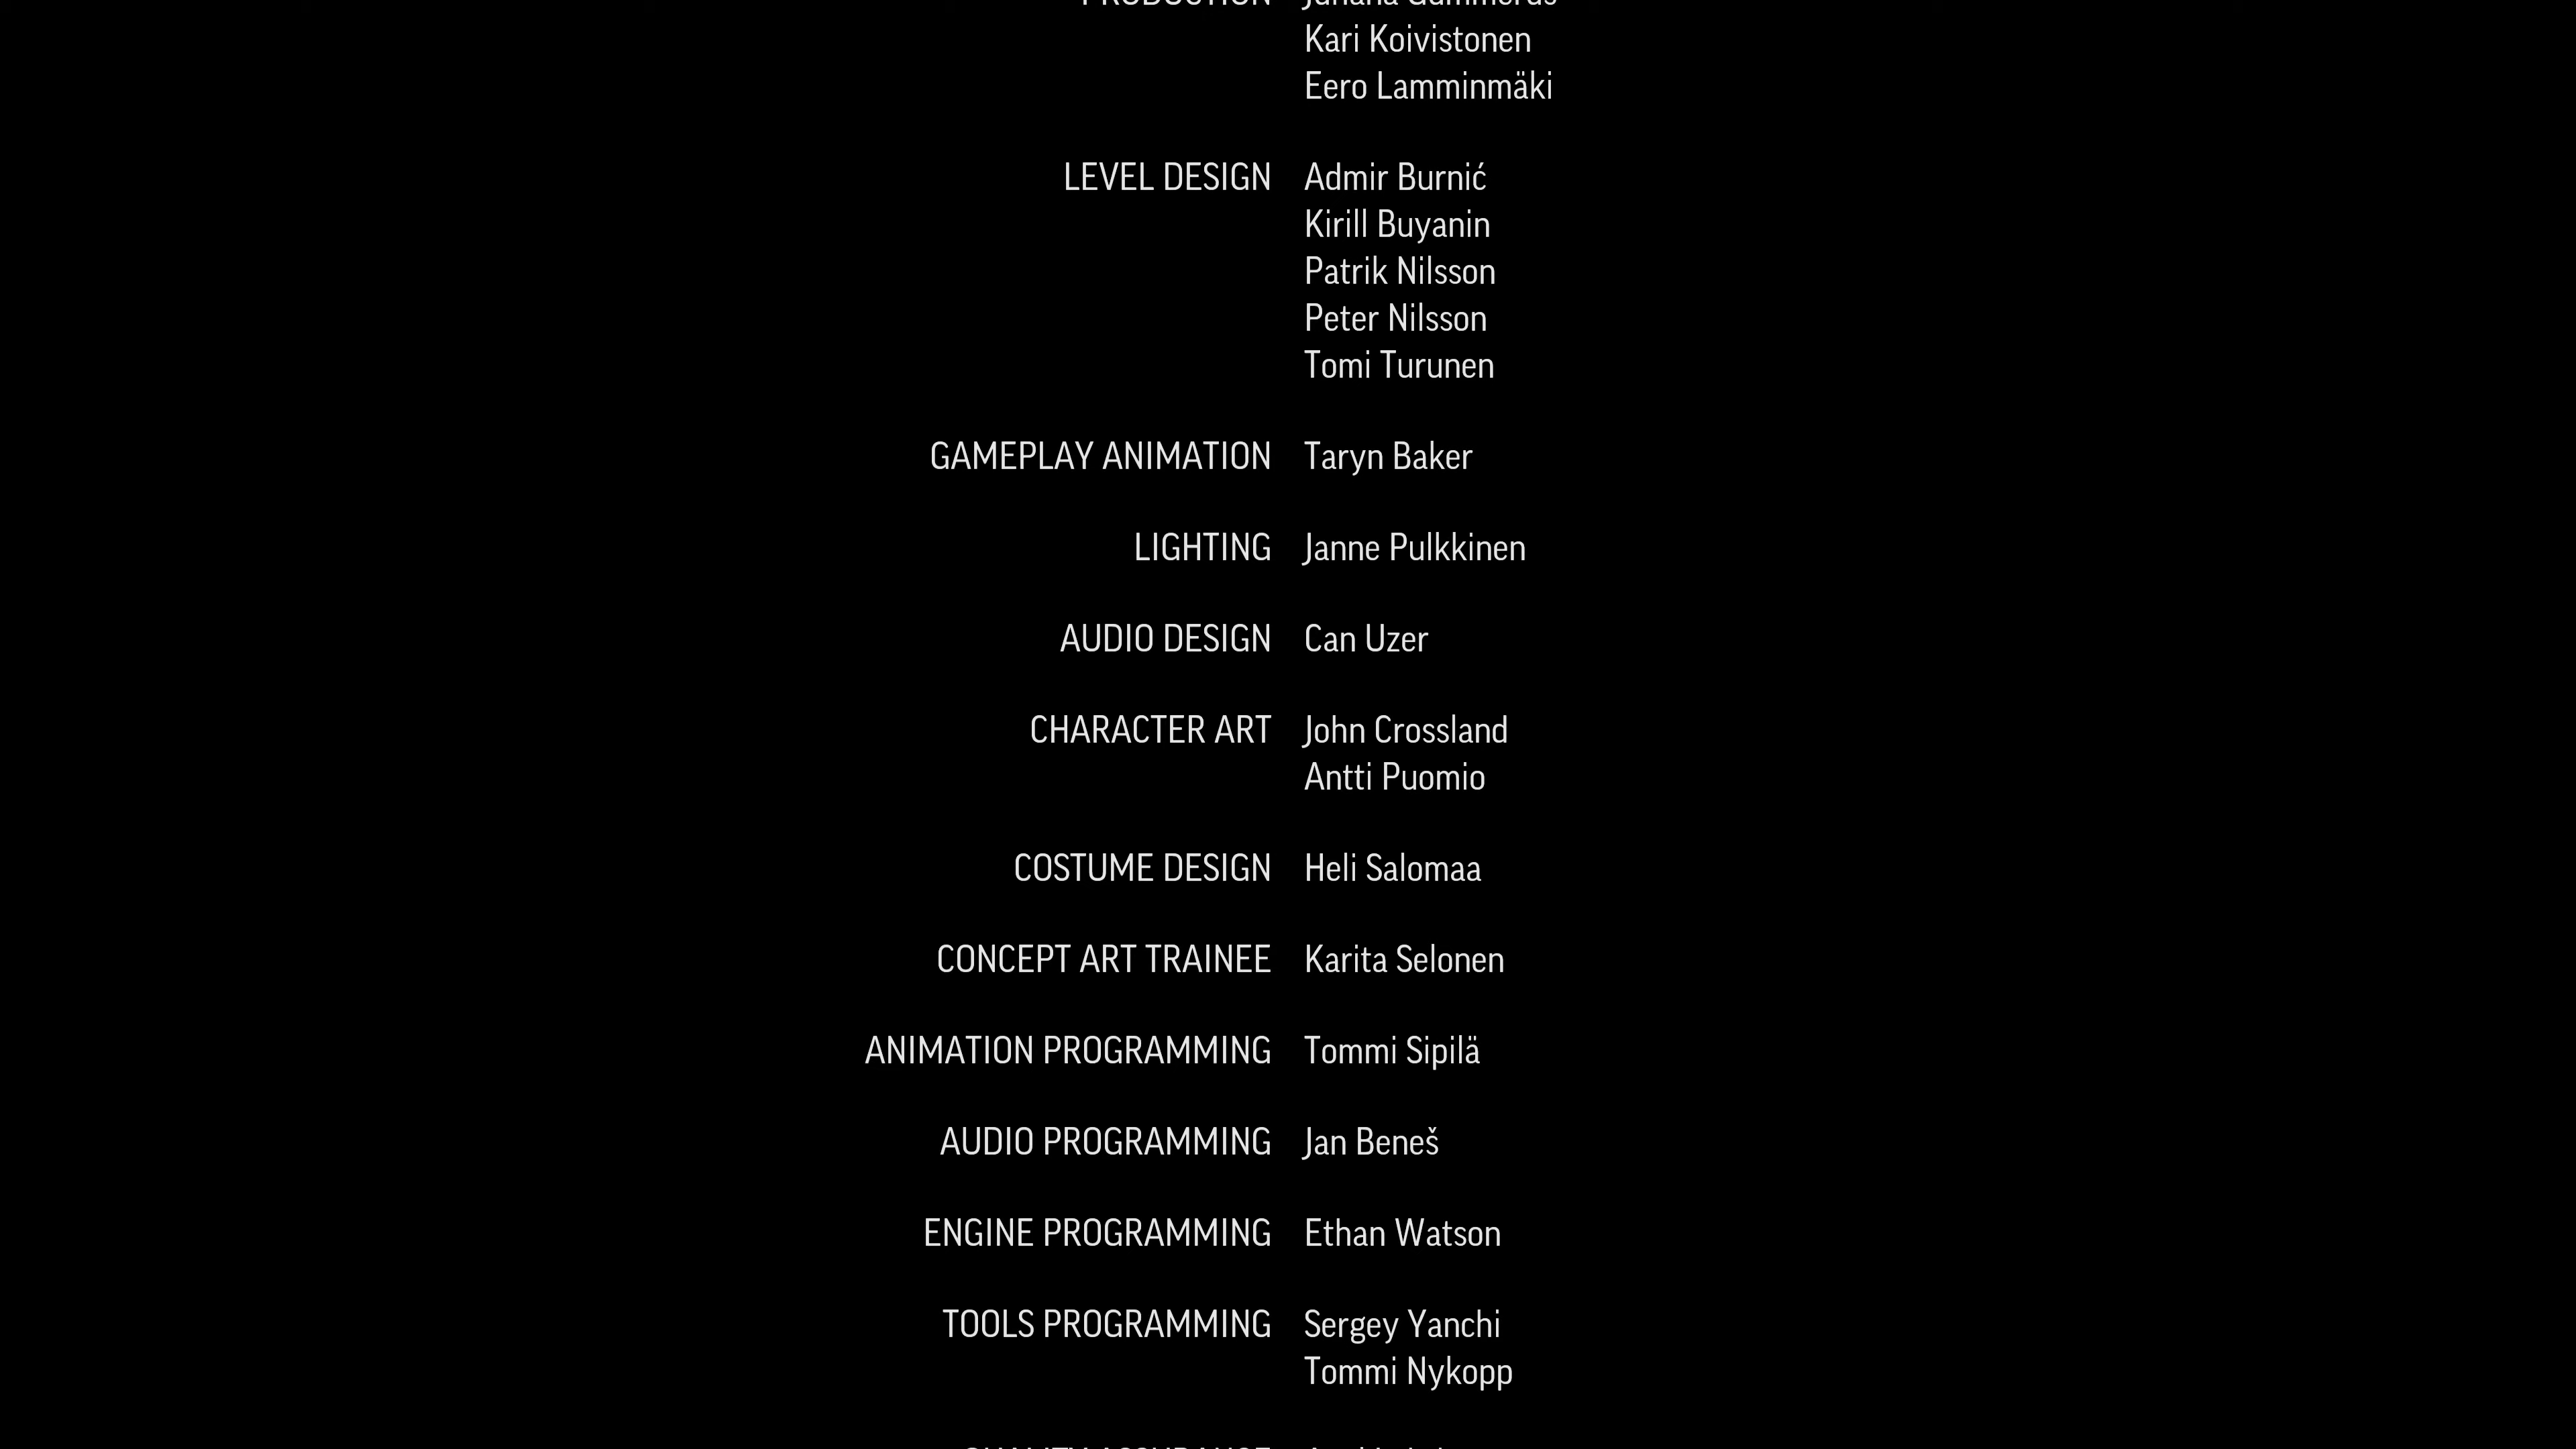 PRODUCTION
Kari Koivistonen
Eero Lamminmäki
LEVEL DESIGN Admir Burnić
Kirill Buyanin
Patrik Nilsson
Peter Nilsson
Tomi Turunen
GAMEPLAY ANIMATION Taryn Baker
LIGHTING Janne Pulkkinen
AUDIO DESIGN Can Uzer
CHARACTER ART John Crossland
Antti Puomio
COSTUME DESIGN Heli Salomaa
CONCEPT ART TRAINEE Karita Selonen
ANIMATION PROGRAMMING Tommi Sipilä
AUDIO PROGRAMMING Jan Beneš
ENGINE PROGRAMMING Ethan Watson
TOOLS PROGRAMMING Sergey Yanchi
Tommi Nykopp